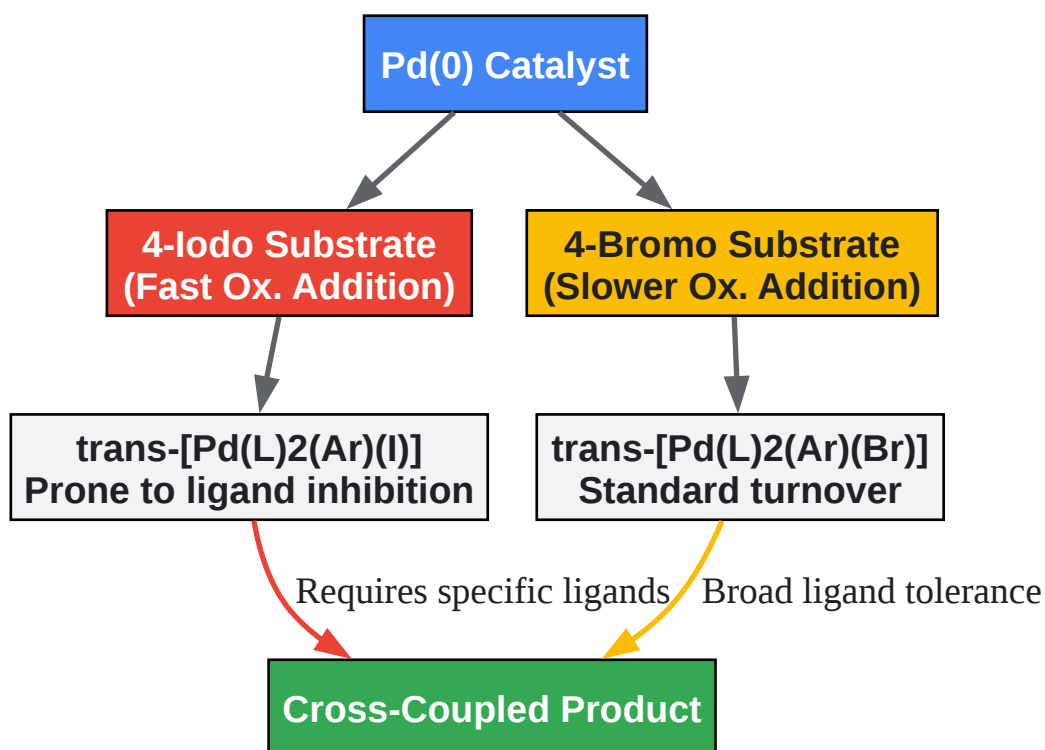 Pd(0) Catalyst
4-Iodo Substrate
(Fast Ox. Addition)
4-Bromo Substrate
(Slower Ox. Addition)
trans-[Pd(L)2(Ar)(I)]
Prone to ligand inhibition
trans-[Pd(L)2(Ar)(Br)]
Standard turnover
Requires specific ligands
Broad ligand tolerance
Cross-Coupled Product